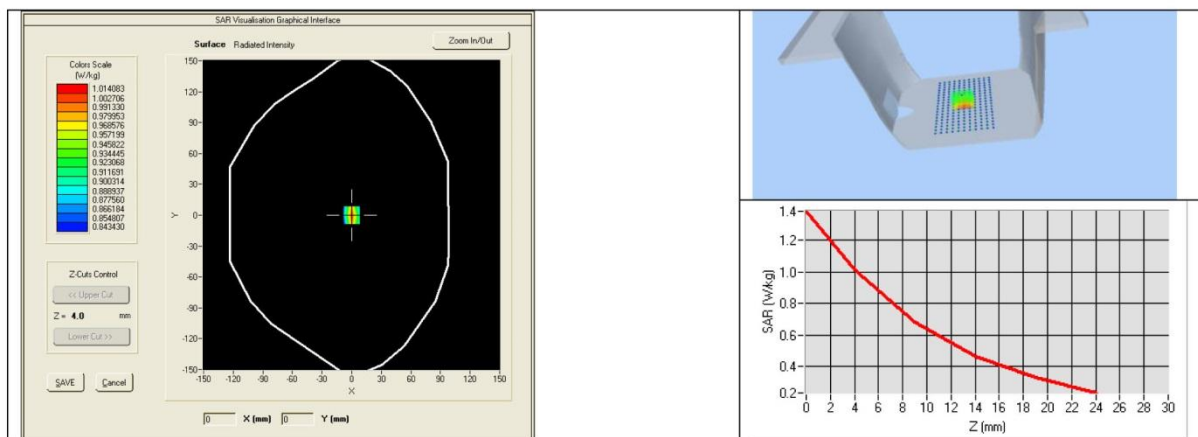 SAR Visualisation Graphical Interface
Surface Radiated Intensity
Zoom In/Out
Colors Scale
(W/kg)
1.014083
1.002706
0.991330
0.979953
0.968576
0.957199
0.945822
0.934445
0.923068
0.911691
0.900314
0.888937
0.877560
0.866184
0.854807
0.843430
Z-Cuts Control
<< Upper Cut
Z = 4.0 mm
Lower Cut >>
SAVE Cancel
150
120
90
60
30
Y 0
-30
-60
-90
-120
-150
-150 -120 -90 -60 -30 0 30 60 90 120 150
X
0 X (mm) 0 Y (mm)
SAR (W/kg)
1.4
1.2
1.0
0.8
0.6
0.4
0.2
0 2 4 6 8 10 12 14 16 18 20 22 24 26 28 30
Z (mm)